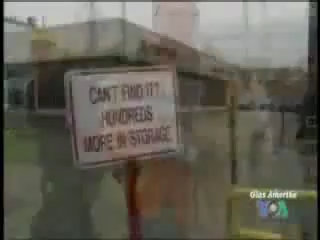 CAN'T FIND IT?
HUNDREDS
MORE IN STORAGE
Glas Amerike
VOA